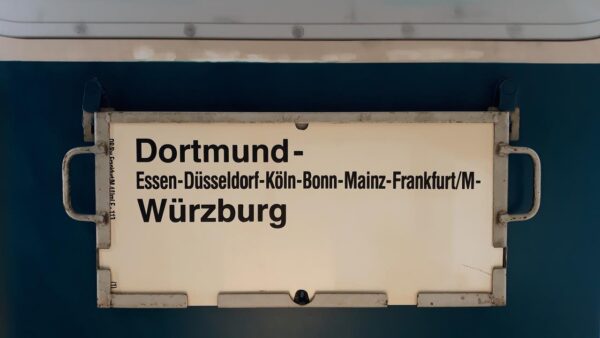 Dortmund-
Essen-Düsseldorf-Köln-Bonn-Mainz-Frankfurt/M-
Würzburg